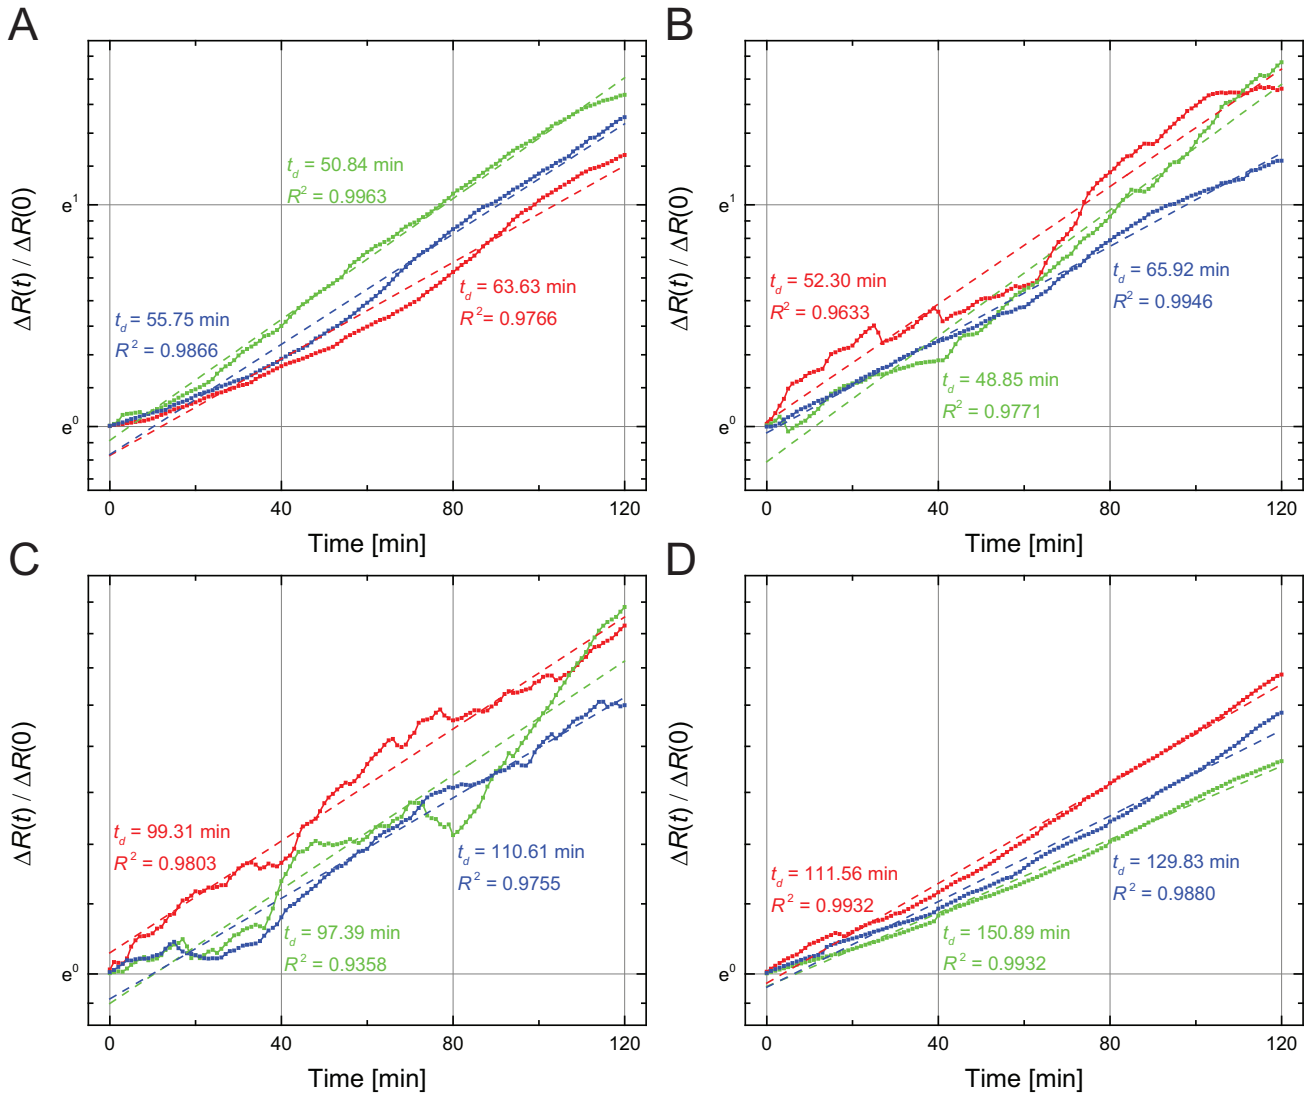 A
ΔR(t) / ΔR(0)
e¹
e⁰
t_d = 50.84 min
R² = 0.9963
t_d = 55.75 min
R² = 0.9866
t_d = 63.63 min
R²= 0.9766
0 40 80 120
Time [min]
B
ΔR(t) / ΔR(0)
e¹
e⁰
t_d = 52.30 min
R² = 0.9633
t_d = 65.92 min
R² = 0.9946
t_d = 48.85 min
R² = 0.9771
0 40 80 120
Time [min]
C
ΔR(t) / ΔR(0)
e⁰
t_d = 99.31 min
R² = 0.9803
t_d = 110.61 min
R² = 0.9755
t_d = 97.39 min
R² = 0.9358
0 40 80 120
Time [min]
D
ΔR(t) / ΔR(0)
e⁰
t_d = 111.56 min
R² = 0.9932
t_d = 129.83 min
R² = 0.9880
t_d = 150.89 min
R² = 0.9932
0 40 80 120
Time [min]